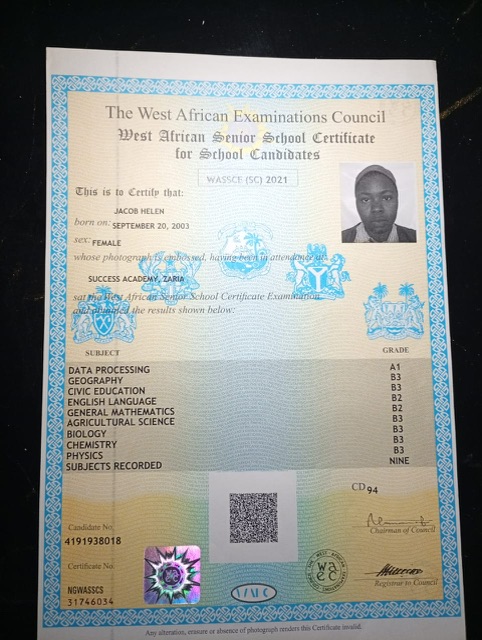 The West African Examinations Council
West African Senior School Certificate
for School Candidates
WASSCE (SC) 2021
This is to Certify that:
JACOB HELEN
born on: SEPTEMBER 20, 2003
sex: FEMALE
whose photograph is embossed, having been in attendance at
SUCCESS ACADEMY, ZARIA
sat the West African Senior School Certificate Examination
and obtained the results shown below:
SUBJECT GRADE
DATA PROCESSING A1
GEOGRAPHY B3
CIVIC EDUCATION B3
ENGLISH LANGUAGE B2
GENERAL MATHEMATICS B2
AGRICULTURAL SCIENCE B3
BIOLOGY B3
CHEMISTRY B3
PHYSICS B3
SUBJECTS RECORDED NINE
CD 94
Candidate No.
Chairman of Council
4191938018
Certificate No.
waec
Registrar to Council
NGWASSCS
31746034
Any alteration, erasure or absence of photograph renders this Certificate invalid.